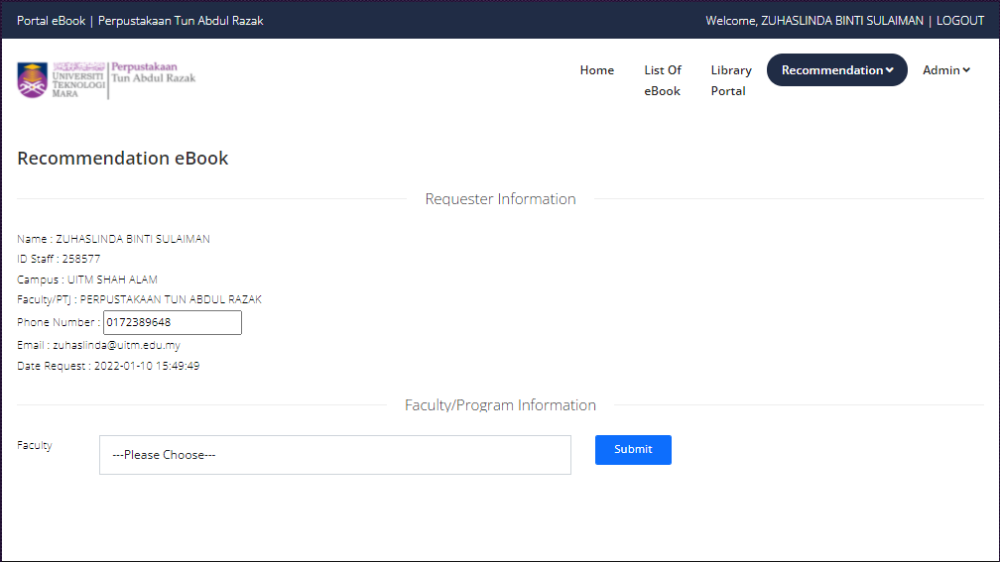 Portal eBook | Perpustakaan Tun Abdul Razak
Welcome, ZUHASLINDA BINTI SULAIMAN | LOGOUT
UNIVERSITI
TEKNOLOGI
MARA
Perpustakaan
Tun Abdul Razak
Home
List Of
eBook
Library
Portal
Recommendation
Admin
Recommendation eBook
Requester Information
Name : ZUHASLINDA BINTI SULAIMAN
ID Staff : 258577
Campus : UITM SHAH ALAM
Faculty/PTJ : PERPUSTAKAAN TUN ABDUL RAZAK
Phone Number : 0172389648
Email : zuhaslinda@uitm.edu.my
Date Request : 2022-01-10 15:49:49
Faculty/Program Information
Faculty
---Please Choose---
Submit